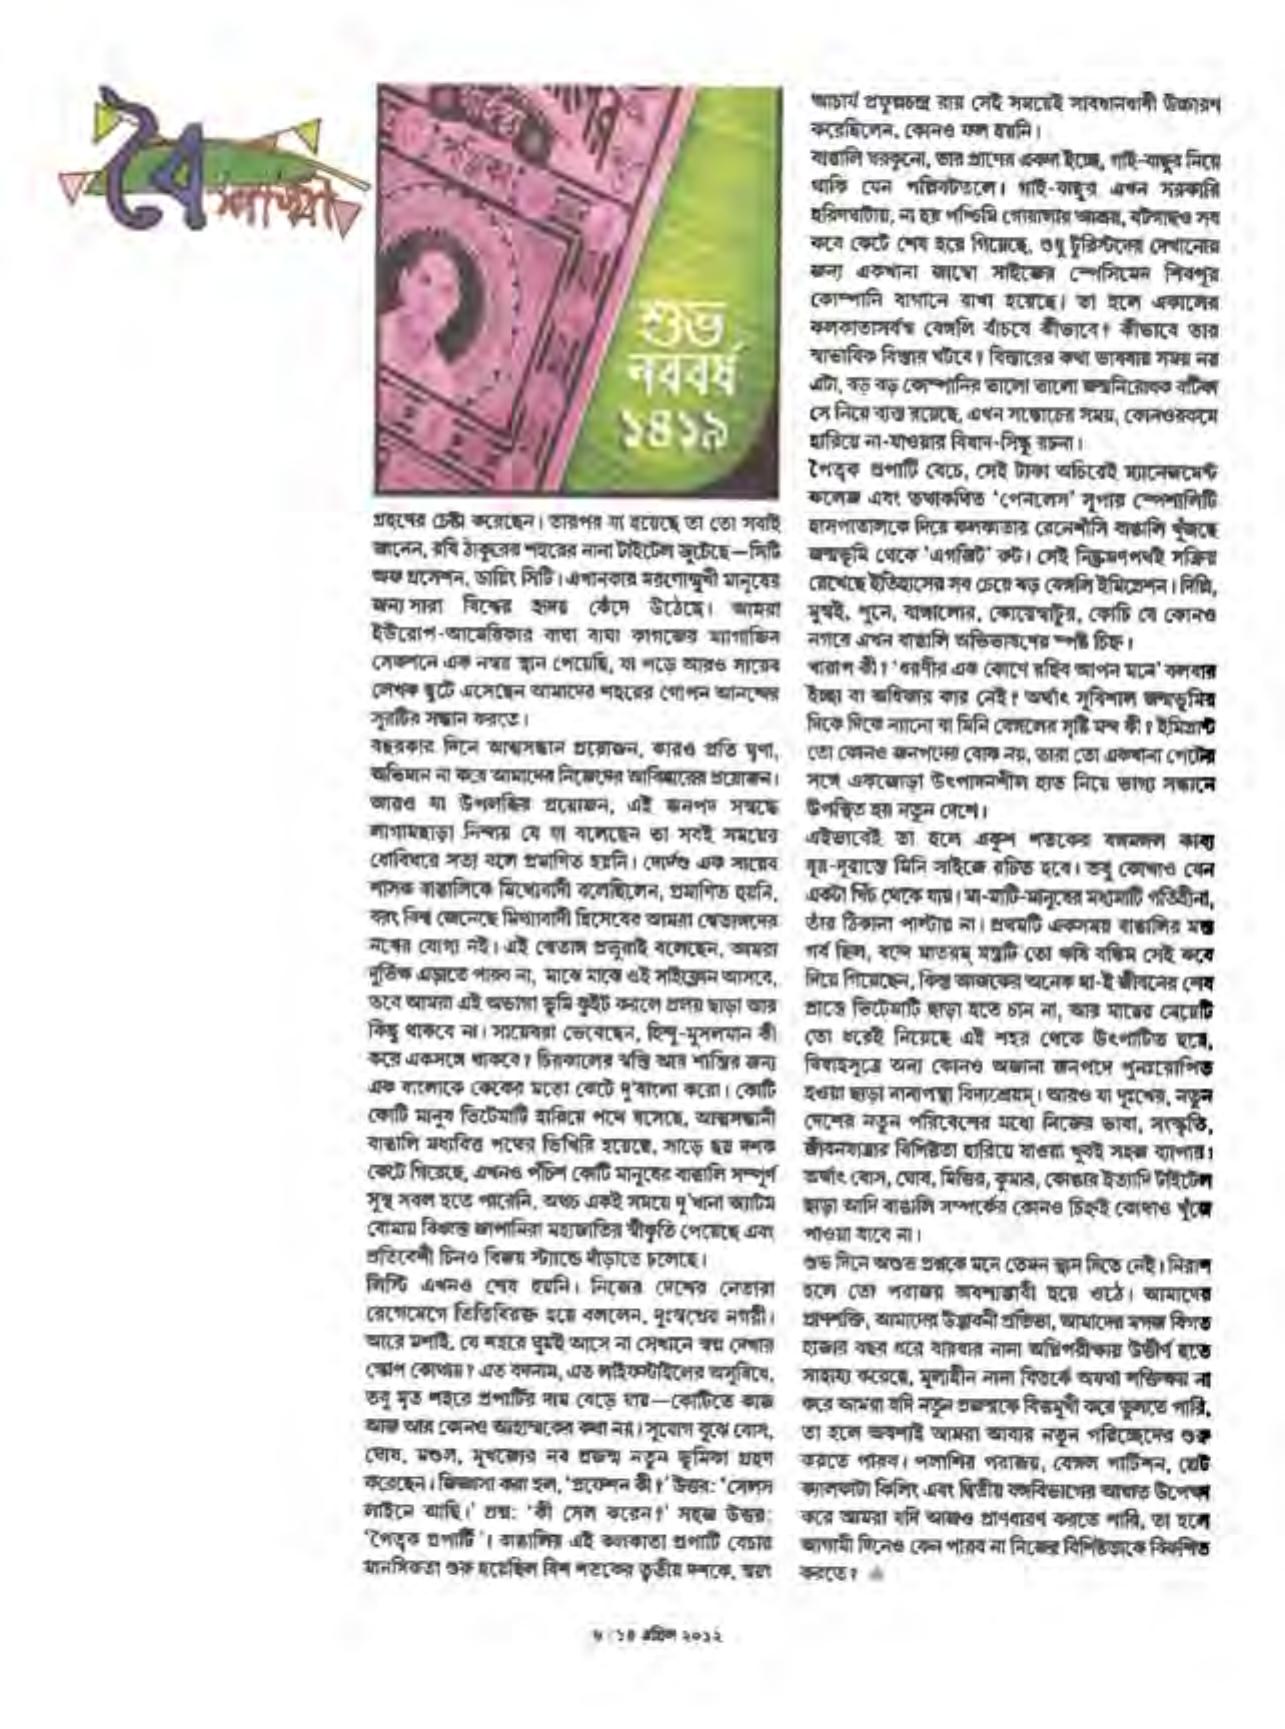 বৈ
শুভ
নববর্ষ
১৪১৯
গ্রহণের চেষ্টা করেছেন। তারপর যা হয়েছে তা তো সবাই
জানেন, রবি ঠাকুরের শহরের নানা টাইটেল জুটেছে—সিটি
অফ প্রসেশন, ডায়িং সিটি। এখানকার মরণোন্মুখী মানুষের
জন্য সারা বিশ্বের হৃদয় কেঁদে উঠেছে। আমরা
ইউরোপ-আমেরিকার বাঘা বাঘা কাগজের ম্যাগাজিন
সেকশনে এক নম্বর স্থান পেয়েছি, যা পড়ে আরও সায়েব
লেখক ছুটে এসেছেন আমাদের শহরের গোপন আনন্দের
সুরটির সন্ধান করতে।
বছরকার দিনে আত্মসন্ধান প্রয়োজন, কারও প্রতি ঘৃণা,
অভিমান না করে আমাদের নিজেদের আবিষ্কারের প্রয়োজন।
আরও যা উপলব্ধির প্রয়োজন, এই জনপদ সম্বন্ধে
লাগামছাড়া নিন্দায় যে যা বলেছেন তা সবই সময়ের
ধোবিঘরে সত্য বলে প্রমাণিত হয়নি। দোর্দণ্ড এক সায়েব
শাসক বাঙালিকে মিথ্যেবাদী বলেছিলেন, প্রমাণিত হয়নি,
বরং বিশ্ব জেনেছে মিথ্যাবাদী হিসেবের আমরা শ্বেতাঙ্গদের
নখের যোগ্য নই। এই শ্বেতাঙ্গ প্রভুরাই বলেছেন, আমরা
দুর্ভিক্ষ এড়াতে পারব না, মাঝে মাঝে ওই সাইক্লোন আসবে,
তবে আমরা এই অভাগা ভূমি কুইট করলে প্রলয় ছাড়া আর
কিছু থাকবে না। সায়েবরা ভেবেছেন, হিন্দু-মুসলমান কী
করে একসঙ্গে থাকবে? চিরকালের স্বস্তি আর শান্তির জন্য
এক বাংলাকে কেকের মতো কেটে দু'বাংলা করো। কোটি
কোটি মানুষ ভিটেমাটি হারিয়ে পথে বসেছে, আত্মসন্ধানী
বাঙালি মধ্যবিত্ত পথের ভিখিরি হয়েছে, সাড়ে ছয় দশক
কেটে গিয়েছে, এখনও পঁচিশ কোটি মানুষের বাঙালি সম্পূর্ণ
সুস্থ সবল হতে পারেনি, অথচ একই সময়ে দু'খানা অ্যাটম
বোমায় বিধ্বস্ত জাপানিরা মহাজাতির স্বীকৃতি পেয়েছে এবং
প্রতিবেশী চিনও বিজয় স্ট্যান্ডে দাঁড়াতে চলেছে।
লিস্টি এখনও শেষ হয়নি। নিজের দেশের নেতারা
রেগেমেগে তিতিবিরক্ত হয়ে বললেন, দুঃস্বপ্নের নগরী।
আরে মশাই, যে শহরে ঘুমই আসে না সেখানে স্বপ্ন দেখার
স্কোপ কোথায়? এত বদনাম, এত লাইফস্টাইলের অসুবিধে,
তবু মৃত শহরে প্রপার্টির দাম বেড়ে যায়—কোটিতে কাজ
আজ আর কোনও আহাম্মকের কথা নয়। সুযোগ বুঝে বোস,
ঘোষ, মণ্ডল, মুখুজ্যের নব প্রজন্ম নতুন ভূমিকা গ্রহণ
করেছেন। জিজ্ঞাসা করা হল, 'প্রফেশন কী?' উত্তর: 'সেলস
লাইনে আছি।' প্রশ্ন: 'কী সেল করেন?' সহজ উত্তর:
'পৈতৃক প্রপার্টি'। বাঙালির এই কলকাতা প্রপার্টি বেচার
মানসিকতা শুরু হয়েছিল বিশ শতকের তৃতীয় দশকে, স্বয়ং
আচার্য প্রফুল্লচন্দ্র রায় সেই সময়েই সাবধানবাণী উচ্চারণ
করেছিলেন, কোনও ফল হয়নি।
বাঙালি ঘরকুনো, তার প্রাণের একমা ইচ্ছে, গাই-বাছুর নিয়ে
থাকি যেন পল্লিবটতলে। গাই-বাছুর এখন সরকারি
হরিণঘাটায়, না হয় পশ্চিমি গোয়ালার আশ্রয়, বটগাছও সব
কবে কেটে শেষ হয়ে গিয়েছে, শুধু টুরিস্টদের দেখানোর
জন্য একখানা জাম্বো সাইজের স্পেসিমেন শিবপুর
কোম্পানি বাগানে রাখা হয়েছে। তা হলে একালের
কলকাতাসর্বস্ব বেঙ্গলি বাঁচবে কীভাবে? কীভাবে তার
স্বাভাবিক বিস্তার ঘটবে? বিস্তারের কথা ভাববার সময় নয়
এটা, বড় বড় কোম্পানির ভালো ভালো জন্মনিরোধক বটিকা
সে নিয়ে ব্যস্ত রয়েছে, এখন সঙ্কোচের সময়, কোনওরকমে
হারিয়ে না-যাওয়ার বিষাদ-সিন্ধু রচনা।
পৈতৃক প্রপার্টি বেচে, সেই টাকা অচিরেই ম্যানেজমেন্ট
কলেজ এবং তথাকথিত 'পেনলেস' সুপার স্পেশালিটি
হাসপাতালকে দিয়ে কলকাতার রেনেশাঁসি বাঙালি খুঁজছে
জন্মভূমি থেকে 'এগজিট' রুট। সেই নিষ্ক্রমণপথই সক্রিয়
রেখেছে ইতিহাসের সব চেয়ে বড় বেঙ্গলি ইমিগ্রেশন। দিল্লি,
মুম্বই, পুনে, বাঙ্গালোর, কোয়েম্বাটুর, কোচি যে কোনও
নগরে এখন বাঙালি অভিভাবণের স্পষ্ট চিহ্ন।
খারাপ কী? 'ধরণীর এক কোণে রহিব আপন মনে' বলবার
ইচ্ছা বা অধিকার কার নেই? অর্থাৎ সুবিশাল জন্মভূমির
দিকে দিকে ন্যানো বা মিনি বেঙ্গলের সৃষ্টি মন্দ কী? ইমিগ্রান্ট
তো কোনও জনপদের বোঝা নয়, তারা তো একখানা পেটের
সঙ্গে একজোড়া উৎপাদনশীল হাত নিয়ে ভাগ্য সন্ধানে
উপস্থিত হয় নতুন দেশে।
এইভাবেই তা হলে একুশ শতকের বঙ্গমঙ্গল কাব্য
দূর-দূরান্তে মিনি সাইজে রচিত হবে। তবু কোথাও যেন
একটা খিঁচ থেকে যায়। মা-মাটি-মানুষের মধ্যমাটি গতিহীনা,
তাঁর ঠিকানা পাল্টায় না। প্রথমটি একসময় বাঙালির মস্ত
গর্ব ছিল, বন্দে মাতরম্ মন্ত্রটি তো ঋষি বঙ্কিম সেই কবে
দিয়ে গিয়েছেন, কিন্তু আজকের অনেক মা-ই জীবনের শেষ
প্রান্তে ভিটেমাটি ছাড়া হতে চান না, আর মায়ের মেয়েটি
তো ধরেই নিয়েছে এই শহর থেকে উৎপাটিত হয়ে,
বিবাহসূত্রে অন্য কোনও অজানা জনপদে পুনঃরোপিত
হওয়া ছাড়া নান্যপন্থা বিদ্যতেয়ম্। আরও যা দুঃখের, নতুন
দেশের নতুন পরিবেশের মধ্যে নিজের ভাষা, সংস্কৃতি,
জীবনযাত্রার বিশিষ্টতা হারিয়ে যাওয়া খুবই সহজ ব্যাপার।
অর্থাৎ বোস, ঘোষ, মিত্তির, কুমার, কোঙার ইত্যাদি টাইটেল
ছাড়া আদি বাঙালি সম্পর্কের কোনও চিহ্নই কোথাও খুঁজে
পাওয়া যাবে না।
শুভ দিনে অশুভ প্রশ্নকে মনে তেমন স্থান দিতে নেই। নিরাশ
হলে তো পরাজয় অবশ্যম্ভাবী হয়ে ওঠে। আমাদের
প্রাণশক্তি, আমাদের উদ্ভাবনী প্রতিভা, আমাদের মগজ বিগত
হাজার বছর ধরে বারবার নানা অগ্নিপরীক্ষায় উত্তীর্ণ হতে
সাহায্য করেছে, মূল্যহীন নানা বিতর্কে অযথা শক্তিক্ষয় না
করে আমরা যদি নতুন প্রজন্মকে বিশ্বমুখী করে তুলতে পারি,
তা হলে অবশ্যই আমরা আবার নতুন পরিচ্ছেদের শুরু
করতে পারব। পলাশির পরাজয়, বেঙ্গল পার্টিশন, গ্রেট
ক্যালকাটা কিলিং এবং দ্বিতীয় বঙ্গবিভাগের আঘাত উপেক্ষা
করে আমরা যদি আজও প্রাণধারণ করতে পারি, তা হলে
আগামী দিনেও কেন পারব না নিজের বিশিষ্টতাকে বিকশিত
করতে?
১৪ এপ্রিল ২০১২